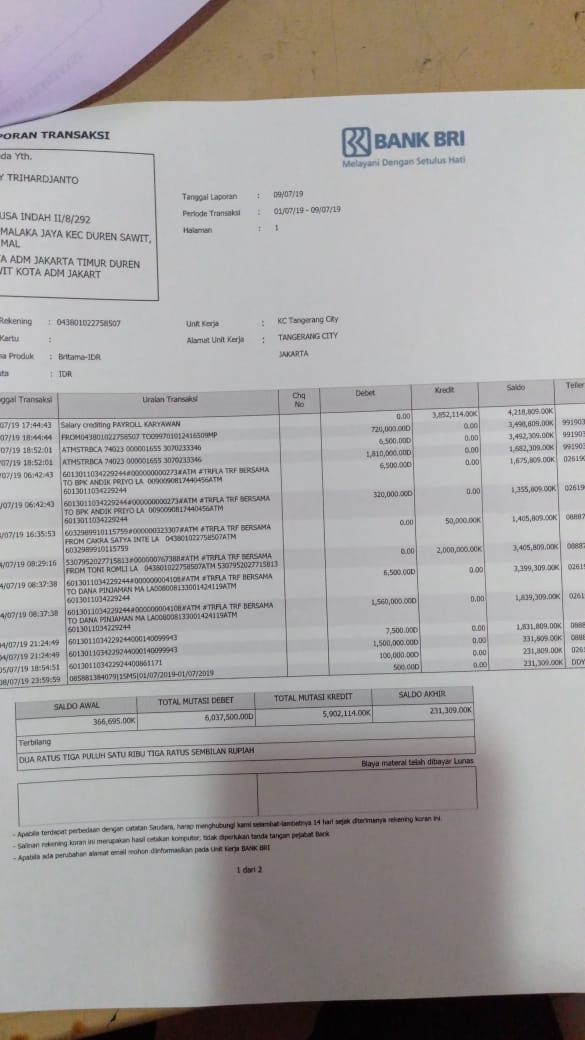 PORAN TRANSAKSI
BANK BRI
Melayani Dengan Setulus Hati
da Yth.
Y TRIHARDJANTO
USA INDAH II/8/292
MALAKA JAYA KEC DUREN SAWIT,
MAL
A ADM JAKARTA TIMUR DUREN
WIT KOTA ADM JAKART
Tanggal Laporan : 09/07/19
Periode Transaksi : 01/07/19 - 09/07/19
Halaman : 1
Rekening : 043801022758507
Kartu :
na Produk : Britama-IDR
uta : IDR
Unit Kerja : KC Tangerang City
Alamat Unit Kerja : TANGERANG CITY
JAKARTA
ggal Transaksi Uraian Transaksi Chq No Debet Kredit Saldo Teller
/07/19 17:44:43 Salary crediting PAYROLL KARYAWAN 0.00 3,852,114.00K 4,218,809.00K
/07/19 18:44:44 FROM043801022758507 TO099701012416509MP 720,000.00D 0.00 3,498,809.00K 991903
/07/19 18:52:01 ATMSTRBCA 74023 000001655 3070233346 6,500.00D 0.00 3,492,309.00K 991903
/07/19 18:52:01 ATMSTRBCA 74023 000001655 3070233346 1,810,000.00D 0.00 1,682,309.00K 991903
/07/19 06:42:43 6013011034229244#000000000273#ATM #TRFLA TRF BERSAMA 6,500.00D 0.00 1,675,809.00K 02619
TO BPK ANDIK PRIYO LA 0090090817440456ATM
6013011034229244
/07/19 06:42:43 6013011034229244#000000000273#ATM #TRFLA TRF BERSAMA 320,000.00D 0.00 1,355,809.00K 02619
TO BPK ANDIK PRIYO LA 0090090817440456ATM
6013011034229244
/07/19 16:35:53 6032989910115759#000000323307#ATM #TRFLA TRF BERSAMA 0.00 50,000.00K 1,405,809.00K 0888
FROM CAKRA SATYA INTE LA 043801022758507ATM
6032989910115759
/07/19 08:29:16 5307952027715813#000000767388#ATM #TRFLA TRF BERSAMA 0.00 2,000,000.00K 3,405,809.00K 0888
FROM TONI ROMLI LA 043801022758507ATM 5307952027715813
4/07/19 08:37:38 6013011034229244#000000004108#ATM #TRFLA TRF BERSAMA 6,500.00D 0.00 3,399,309.00K 0261
TO DANA PINJAMAN MA LA008008133001424119ATM
6013011034229244
4/07/19 08:37:38 6013011034229244#000000004108#ATM #TRFLA TRF BERSAMA 1,560,000.00D 0.00 1,839,309.00K 0261
TO DANA PINJAMAN MA LA008008133001424119ATM
6013011034229244
04/07/19 21:24:49 6013011034229244000140099943 7,500.00D 0.00 1,831,809.00K 0888
04/07/19 21:24:49 6013011034229244000140099943 1,500,000.00D 0.00 331,809.00K 088
05/07/19 18:54:51 601301103422924400861171 100,000.00D 0.00 231,809.00K 026
08/07/19 23:59:59 085881384079|1SMS|01/07/2019-01/07/2019 500.00D 0.00 231,309.00K DDY
SALDO AWAL TOTAL MUTASI DEBET TOTAL MUTASI KREDIT SALDO AKHIR
366,695.00K 6,037,500.00D 5,902,114.00K 231,309.00K
Terbilang
DUA RATUS TIGA PULUH SATU RIBU TIGA RATUS SEMBILAN RUPIAH
Biaya materai telah dibayar Lunas
- Apabila terdapat perbedaan dengan catatan Saudara, harap menghubungi kami selambat-lambatnya 14 hari sejak diterimanya rekening koran ini.
- Salinan rekening koran ini merupakan hasil cetakan komputer, tidak diperlukan tanda tangan pejabat Bank
- Apabila ada perubahan alamat email mohon diinformasikan pada Unit Kerja BANK BRI
1 dari 2